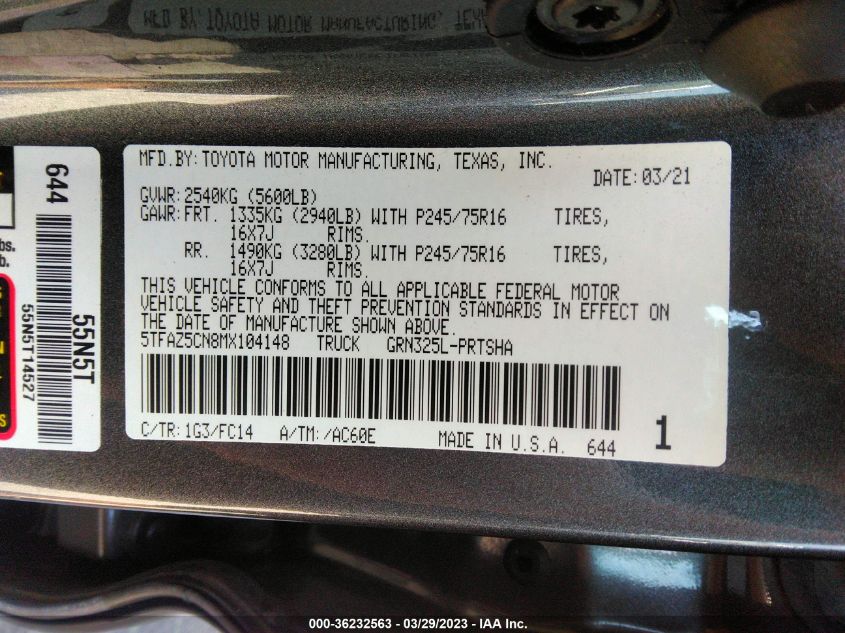 MFD.BY:TOYOTA MOTOR MANUFACTURING, TEXAS, INC.
DATE:03/21
GVWR:2540KG (5600LB)
GAWR:FRT. 1335KG (2940LB) WITH P245/75R16 TIRES,
16X7J RIMS.
RR. 1490KG (3280LB) WITH P245/75R16 TIRES,
16X7J RIMS.
THIS VEHICLE CONFORMS TO ALL APPLICABLE FEDERAL MOTOR
VEHICLE SAFETY AND THEFT PREVENTION STANDARDS IN EFFECT ON
THE DATE OF MANUFACTURE SHOWN ABOVE.
5TFAZ5CN8MX104148 TRUCK GRN325L-PRTSHA
C/TR:1G3/FC14 A/TM:/AC60E MADE IN U.S.A. 644 1
644
55N5T
55N5T14527
bs.
b.
000-36232563 - 03/29/2023 - IAA Inc.